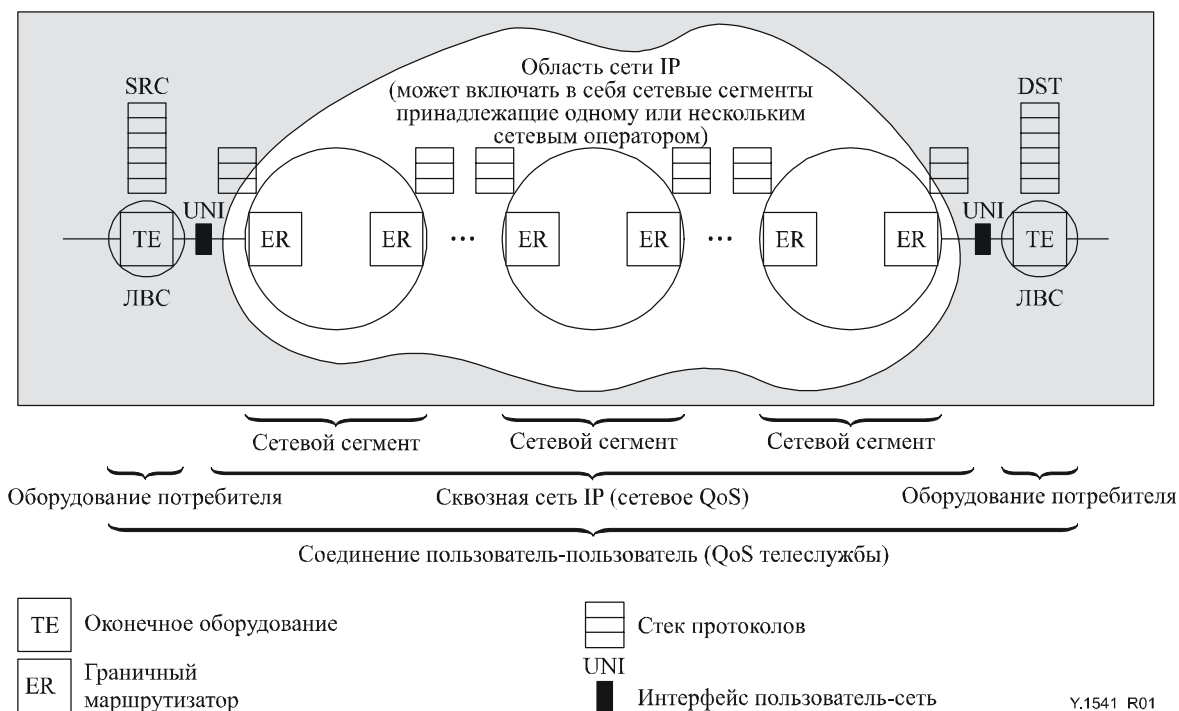 Область сети IP
(может включать в себя сетевые сегменты
принадлежащие одному или нескольким
сетевым оператором)
SRC
DST
UNI
UNI
TE
ER
ER
...
ER
ER
...
ER
ER
TE
ЛВС
ЛВС
Сетевой сегмент
Сетевой сегмент
Сетевой сегмент
Оборудование потребителя
Сквозная сеть IP (сетевое QoS)
Оборудование потребителя
Соединение пользователь-пользователь (QoS телеслужбы)
TE
Оконечное оборудование
Стек протоколов
ER
Граничный
маршрутизатор
UNI
Интерфейс пользователь-сеть
Y.1541_R01